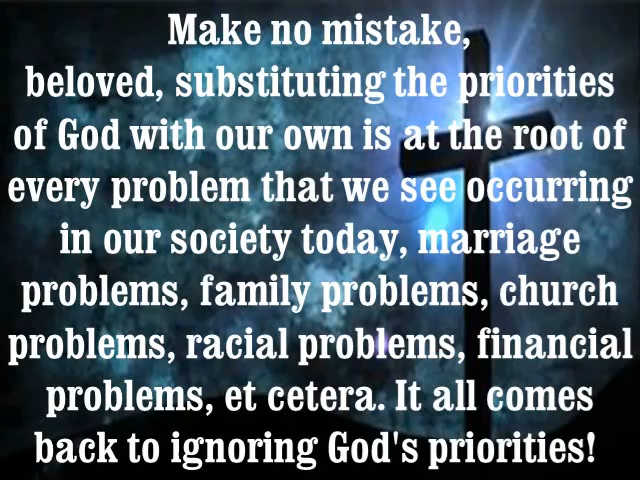 Make no mistake,
beloved, substituting the priorities
of God with our own is at the root of
every problem that we see occurring
in our society today, marriage
problems, family problems, church
problems, racial problems, financial
problems, et cetera. It all comes
back to ignoring God's priorities!